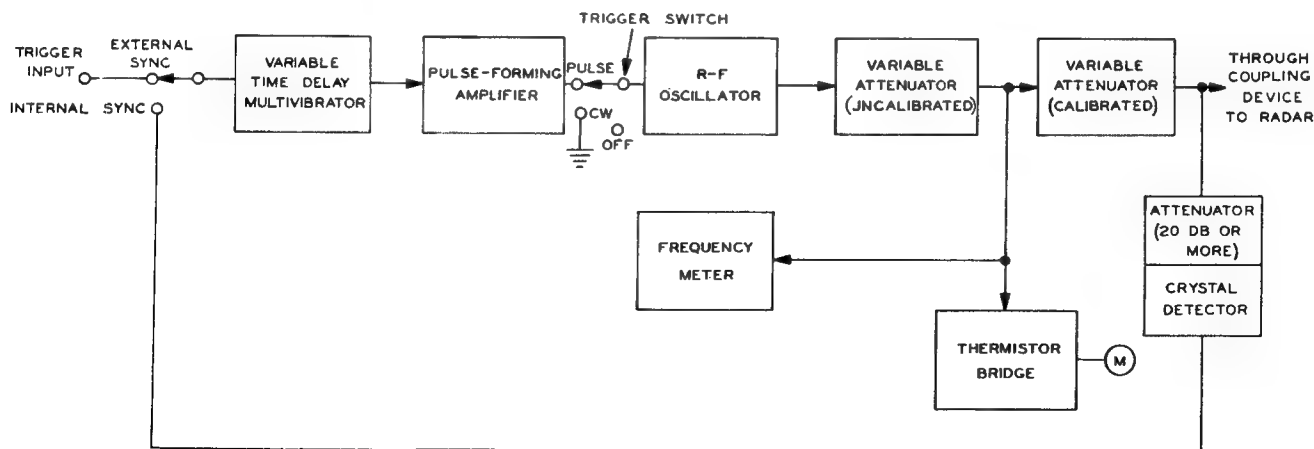 TRIGGER SWITCH
TRIGGER
INPUT
EXTERNAL
SYNC
INTERNAL SYNC
VARIABLE
TIME DELAY
MULTIVIBRATOR
PULSE-FORMING
AMPLIFIER
PULSE
CW
OFF
R-F
OSCILLATOR
VARIABLE
ATTENUATOR
(JNCALIBRATED)
VARIABLE
ATTENUATOR
(CALIBRATED)
THROUGH
COUPLING
DEVICE
TO RADAR
ATTENUATOR
(20 DB OR
MORE)
CRYSTAL
DETECTOR
FREQUENCY
METER
THERMISTOR
BRIDGE
M